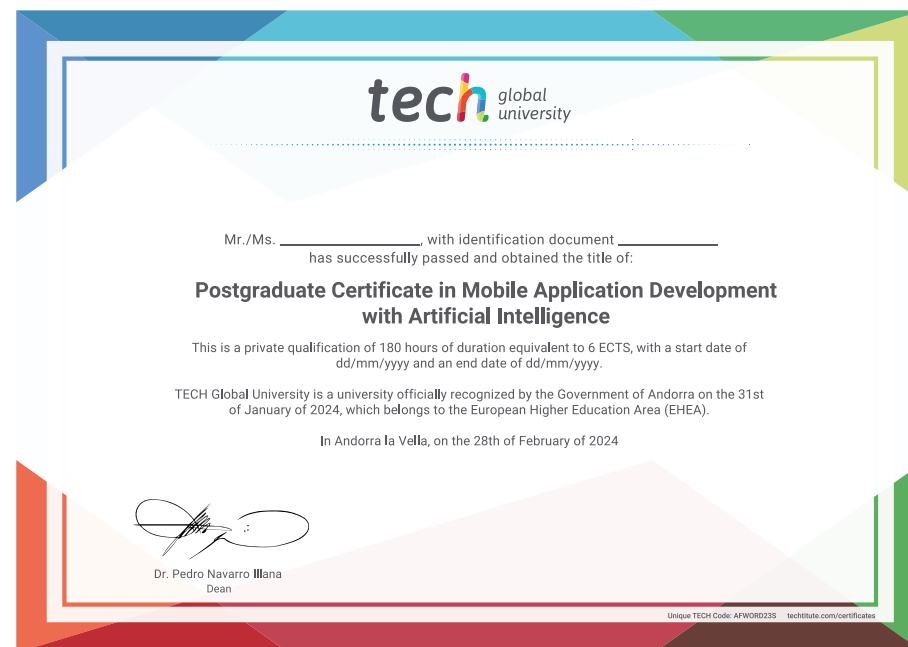 tech global university
Mr./Ms. ____________________, with identification document ______________
has successfully passed and obtained the title of:
Postgraduate Certificate in Mobile Application Development
with Artificial Intelligence
This is a private qualification of 180 hours of duration equivalent to 6 ECTS, with a start date of
dd/mm/yyyy and an end date of dd/mm/yyyy.
TECH Global University is a university officially recognized by the Government of Andorra on the 31st
of January of 2024, which belongs to the European Higher Education Area (EHEA).
In Andorra la Vella, on the 28th of February of 2024
Dr. Pedro Navarro Illana
Dean
Unique TECH Code: AFWORD23S techtitute.com/certificates